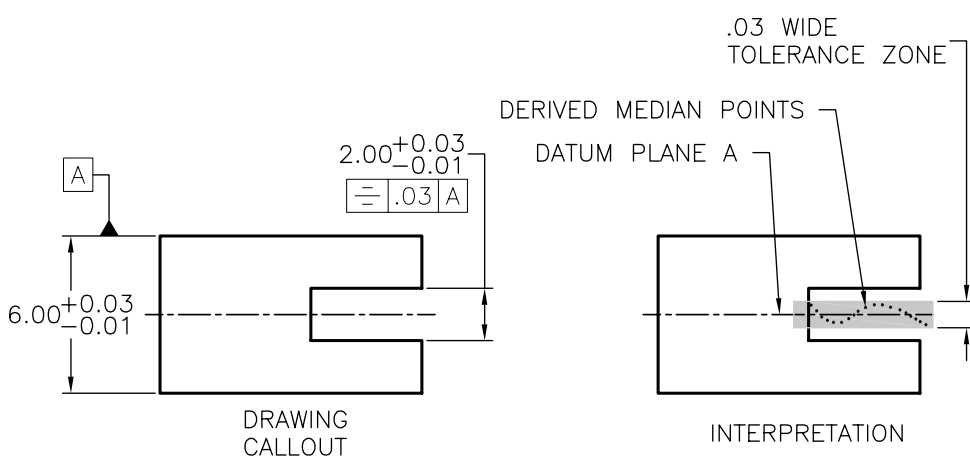 .03 WIDE
TOLERANCE ZONE
DERIVED MEDIAN POINTS
DATUM PLANE A
2.00 +0.03
-0.01
⌯ .03 A
A
6.00 +0.03
-0.01
DRAWING
CALLOUT
INTERPRETATION